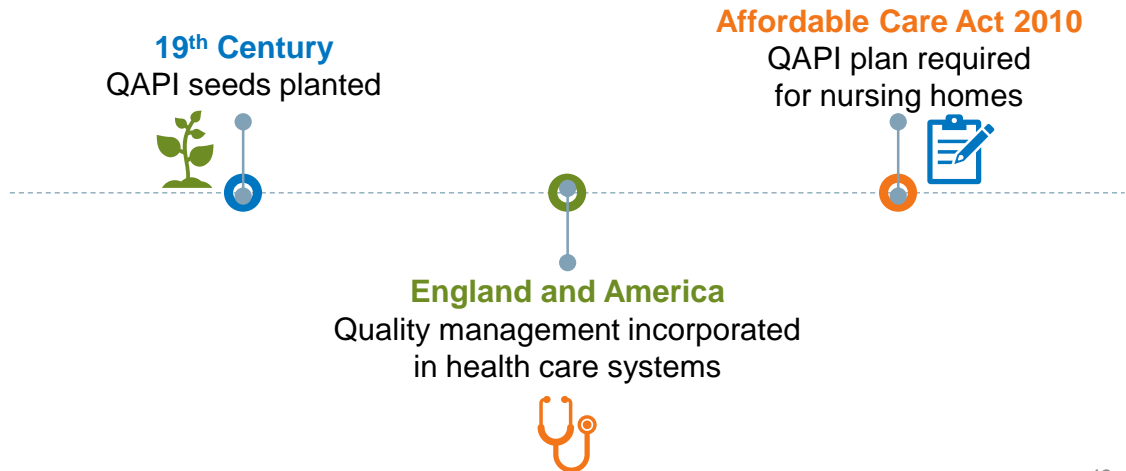 19th Century
QAPI seeds planted
Affordable Care Act 2010
QAPI plan required
for nursing homes
England and America
Quality management incorporated
in health care systems